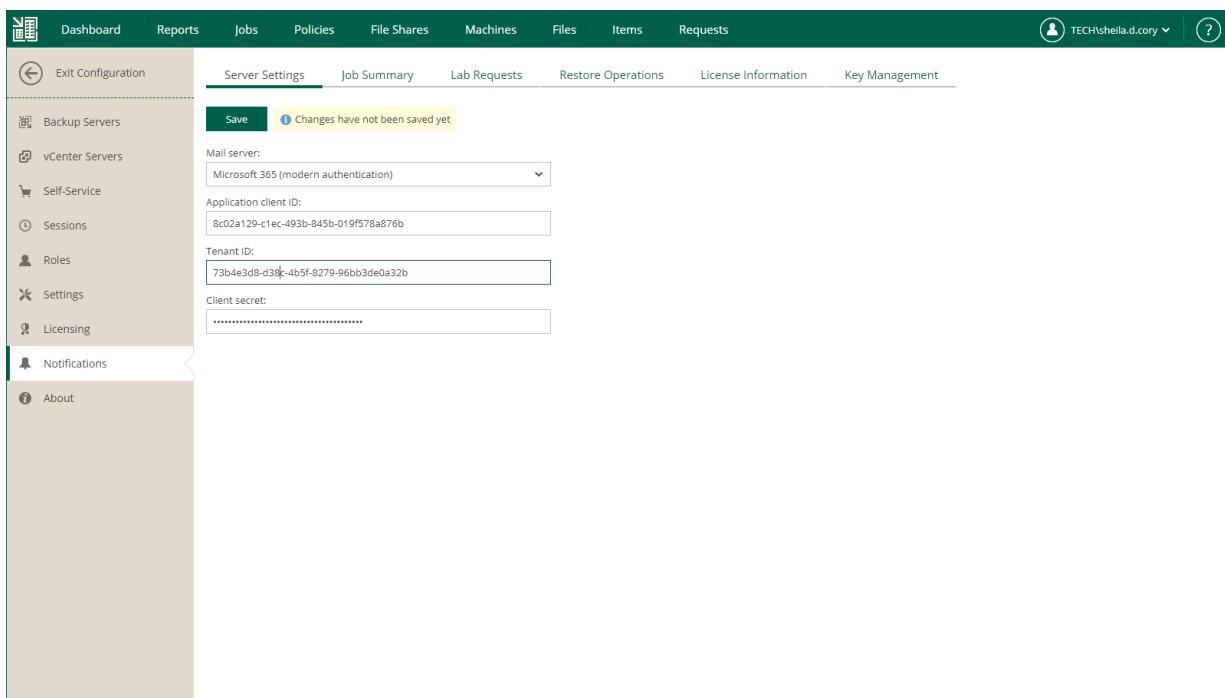 Dashboard Reports Jobs Policies File Shares Machines Files Items Requests TECH\sheila.d.cory ?
Exit Configuration
Server Settings Job Summary Lab Requests Restore Operations License Information Key Management
Backup Servers
vCenter Servers
Self-Service
Sessions
Roles
Settings
Licensing
Notifications
About
Save Changes have not been saved yet
Mail server:
Microsoft 365 (modern authentication)
Application client ID:
8c02a129-c1ec-493b-845b-019f578a876b
Tenant ID:
73b4e3d8-d38c-4b5f-8279-96bb3de0a32b
Client secret: